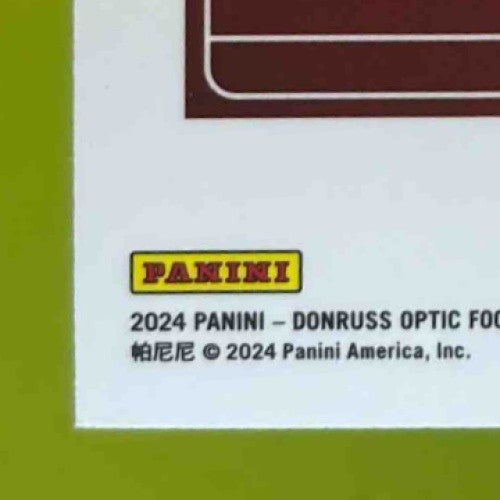 PANINI
2024 PANINI – DONRUSS OPTIC
帕尼尼 © 2024 Panini America, Inc.